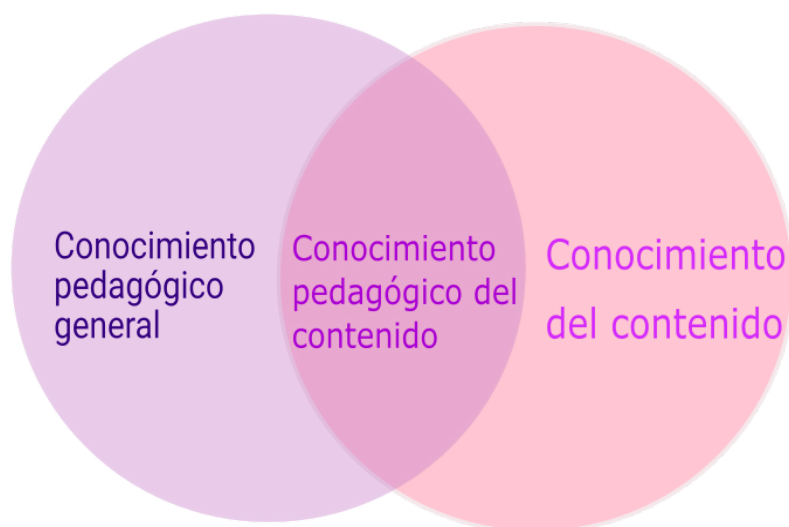 Conocimiento
pedagógico
general
Conocimiento
pedagógico del
contenido
Conocimiento
del contenido